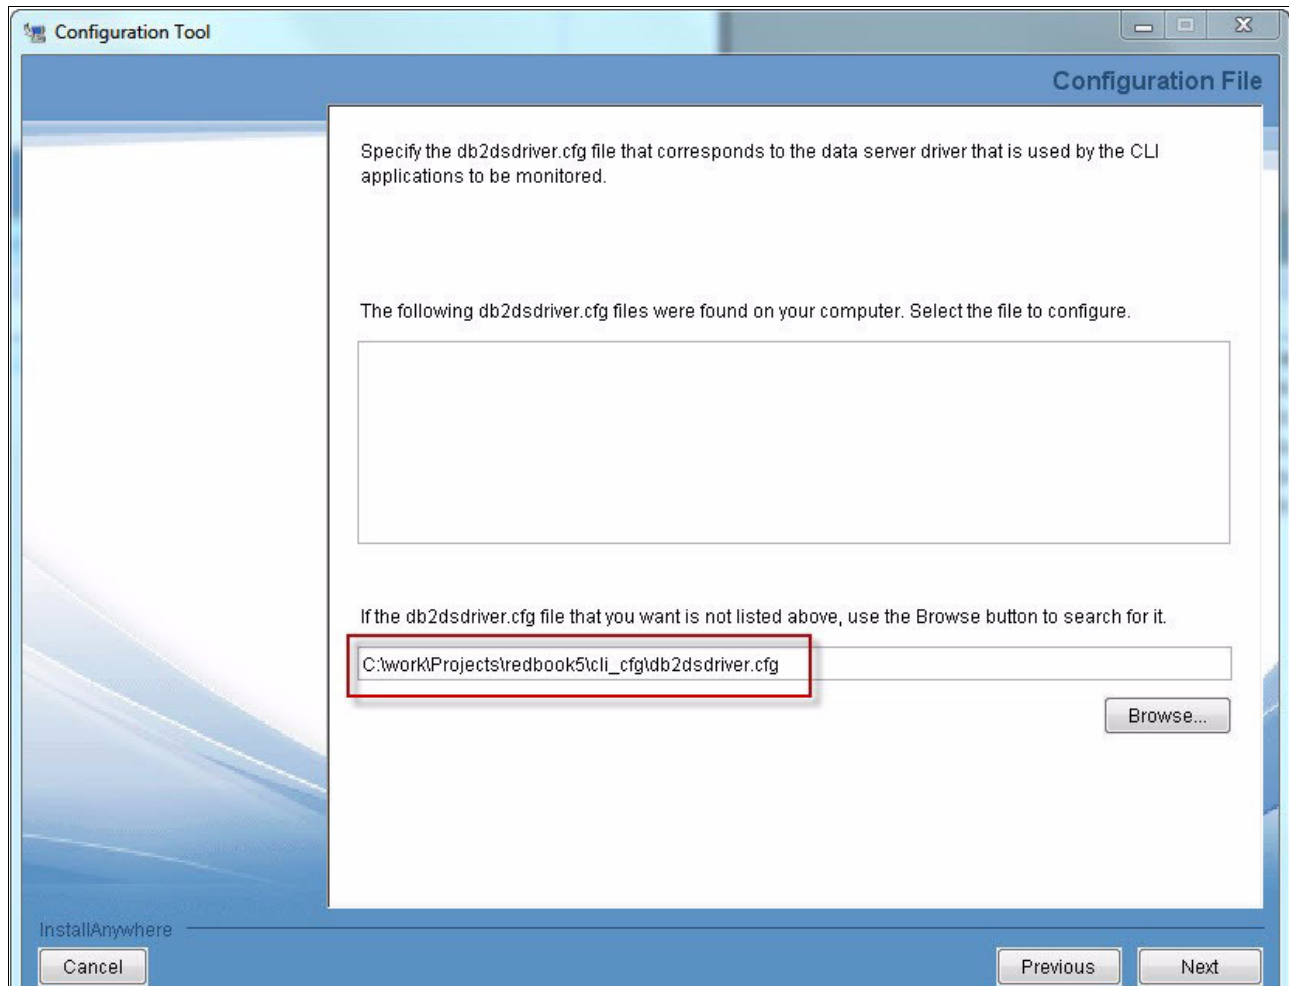 Configuration Tool
Configuration File
Specify the db2dsdriver.cfg file that corresponds to the data server driver that is used by the CLI
applications to be monitored.
The following db2dsdriver.cfg files were found on your computer. Select the file to configure.
If the db2dsdriver.cfg file that you want is not listed above, use the Browse button to search for it.
C:\work\Projects\redbook5\cli_cfg\db2dsdriver.cfg
Browse...
InstallAnywhere
Cancel
Previous
Next